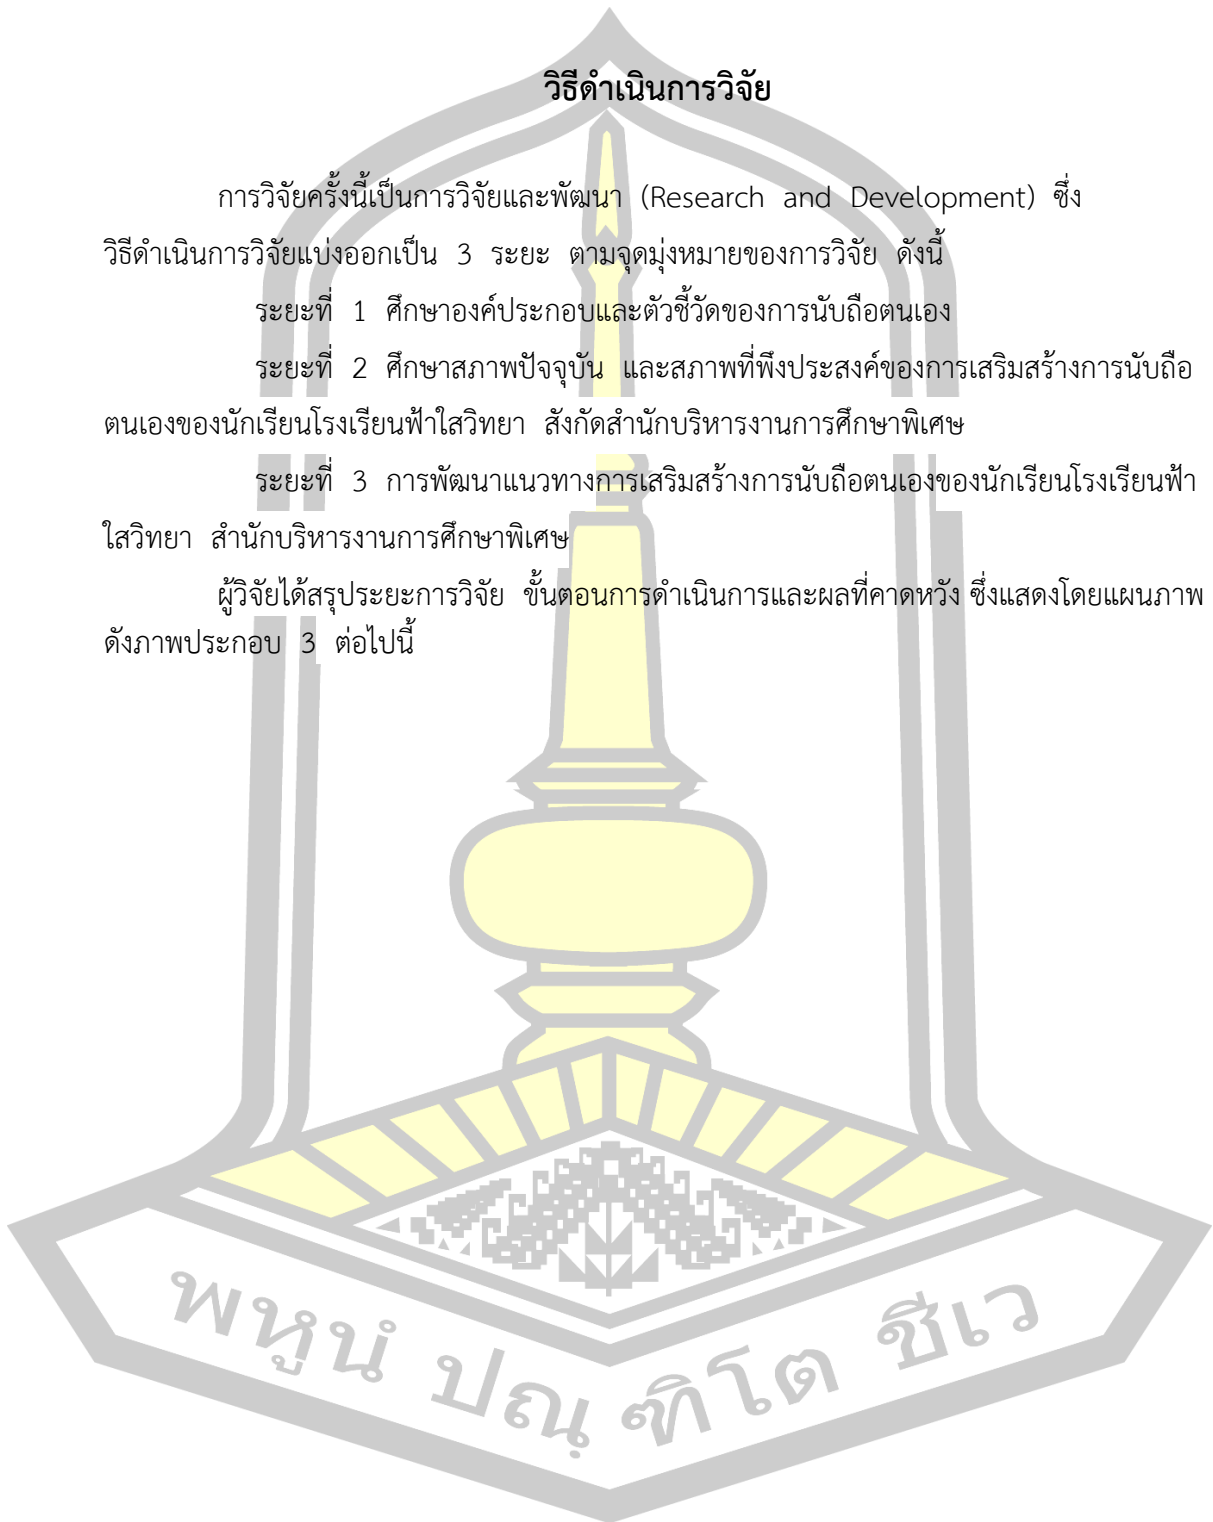 วิธีดำเนินการวิจัย
การวิจัยครั้งนี้เป็นการวิจัยและพัฒนา (Research and Development) ซึ่ง
วิธีดำเนินการวิจัยแบ่งออกเป็น 3 ระยะ ตามจุดมุ่งหมายของการวิจัย ดังนี้
ระยะที่ 1 ศึกษาองค์ประกอบและตัวชี้วัดของการนับถือตนเอง
ระยะที่ 2 ศึกษาสภาพปัจจุบัน และสภาพที่พึงประสงค์ของการเสริมสร้างการนับถือ
ตนเองของนักเรียนโรงเรียนฟ้าใสวิทยา สังกัดสำนักบริหารงานการศึกษาพิเศษ
ระยะที่ 3 การพัฒนาแนวทางการเสริมสร้างการนับถือตนเองของนักเรียนโรงเรียนฟ้า
ใสวิทยา สำนักบริหารงานการศึกษาพิเศษ
ผู้วิจัยได้สรุประยะการวิจัย ขั้นตอนการดำเนินการและผลที่คาดหวัง ซึ่งแสดงโดยแผนภาพ
ดังภาพประกอบ 3 ต่อไปนี้
พหูนํ ปณฺ ฑิโต ชีเว